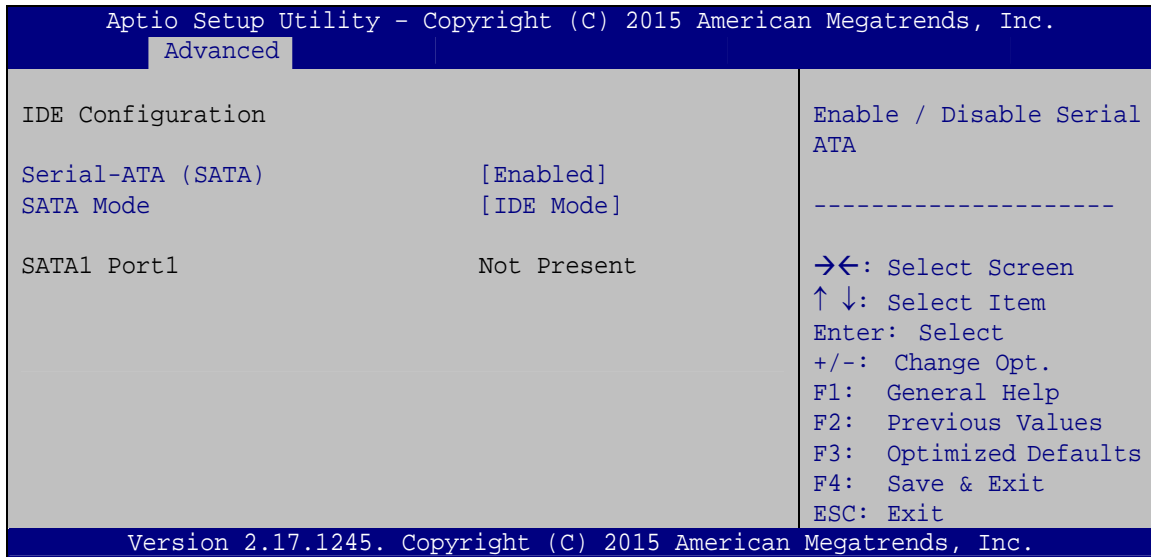 Aptio Setup Utility – Copyright (C) 2015 American Megatrends, Inc.
Advanced
IDE Configuration
Serial-ATA (SATA) [Enabled]
SATA Mode [IDE Mode]
SATA1 Port1 Not Present
Enable / Disable Serial
ATA
---------------------
→←: Select Screen
↑ ↓: Select Item
Enter: Select
+/-: Change Opt.
F1: General Help
F2: Previous Values
F3: Optimized Defaults
F4: Save & Exit
ESC: Exit
Version 2.17.1245. Copyright (C) 2015 American Megatrends, Inc.